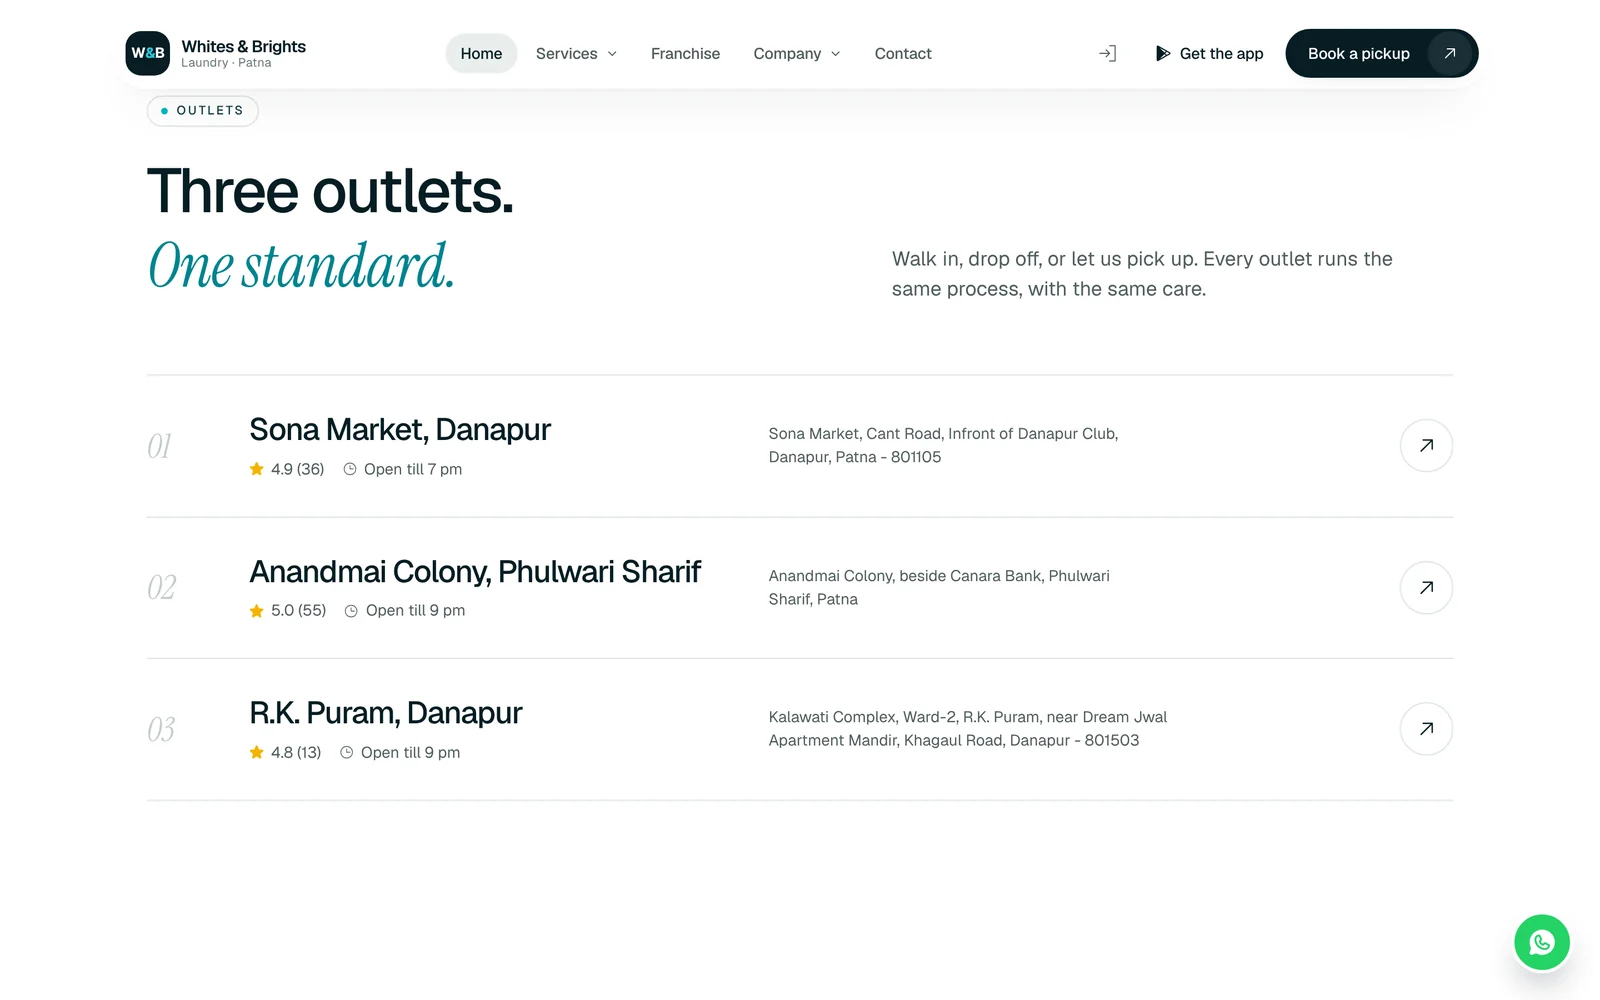 W&B
Whites & Brights
Laundry · Patna
Home
Services
Franchise
Company
Contact
Get the app
Book a pickup
OUTLETS
Three outlets.
One standard.
Walk in, drop off, or let us pick up. Every outlet runs the
same process, with the same care.
01
Sona Market, Danapur
4.9 (36)
Open till 7 pm
Sona Market, Cant Road, Infront of Danapur Club,
Danapur, Patna - 801105
02
Anandmai Colony, Phulwari Sharif
5.0 (55)
Open till 9 pm
Anandmai Colony, beside Canara Bank, Phulwari
Sharif, Patna
03
R.K. Puram, Danapur
4.8 (13)
Open till 9 pm
Kalawati Complex, Ward-2, R.K. Puram, near Dream Jwal
Apartment Mandir, Khagaul Road, Danapur - 801503